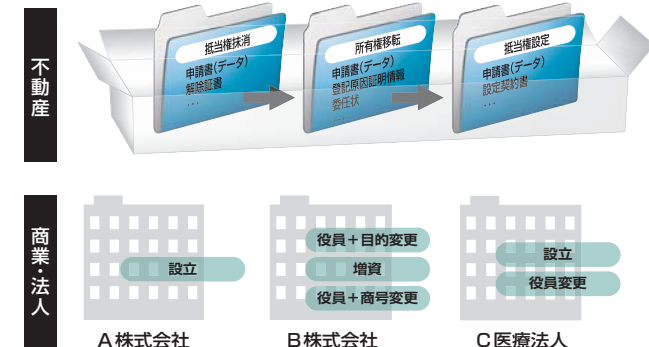 不動産
抵当権抹消
申請書(データ)
解除証書
...
所有権移転
申請書(データ)
登記原因証明情報
委任状
...
抵当権設定
申請書(データ)
設定契約書
...
商業・法人
設立
A株式会社
役員+目的変更
増資
役員+商号変更
B株式会社
設立
役員変更
C医療法人